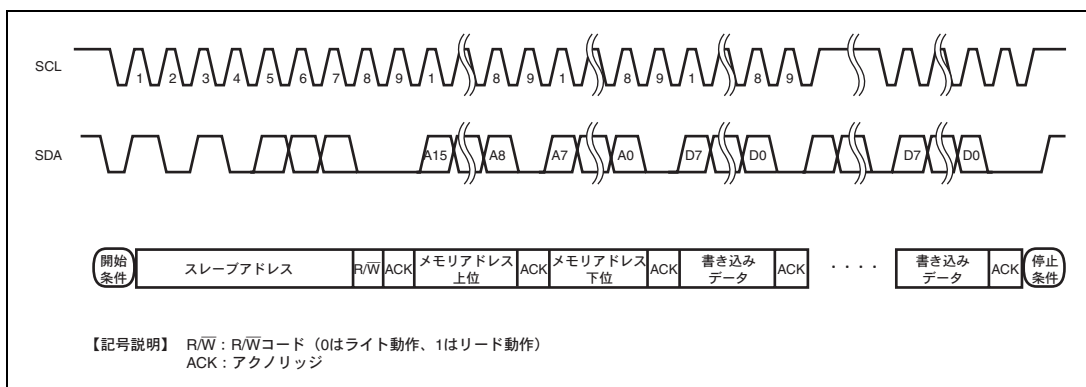 SCL
1 2 3 4 5 6 7 8 9 1 8 9 1 8 9 1 8 9
SDA
A15 A8 A7 A0 D7 D0 D7 D0
開始
条件
スレーブアドレス
R/W̅
ACK
メモリアドレス
上位
ACK
メモリアドレス
下位
ACK
書き込み
データ
ACK
・・・・
書き込み
データ
ACK
停止
条件
【記号説明】 R/W̅：R/W̅コード（0はライト動作、1はリード動作）
ACK：アクノリッジ